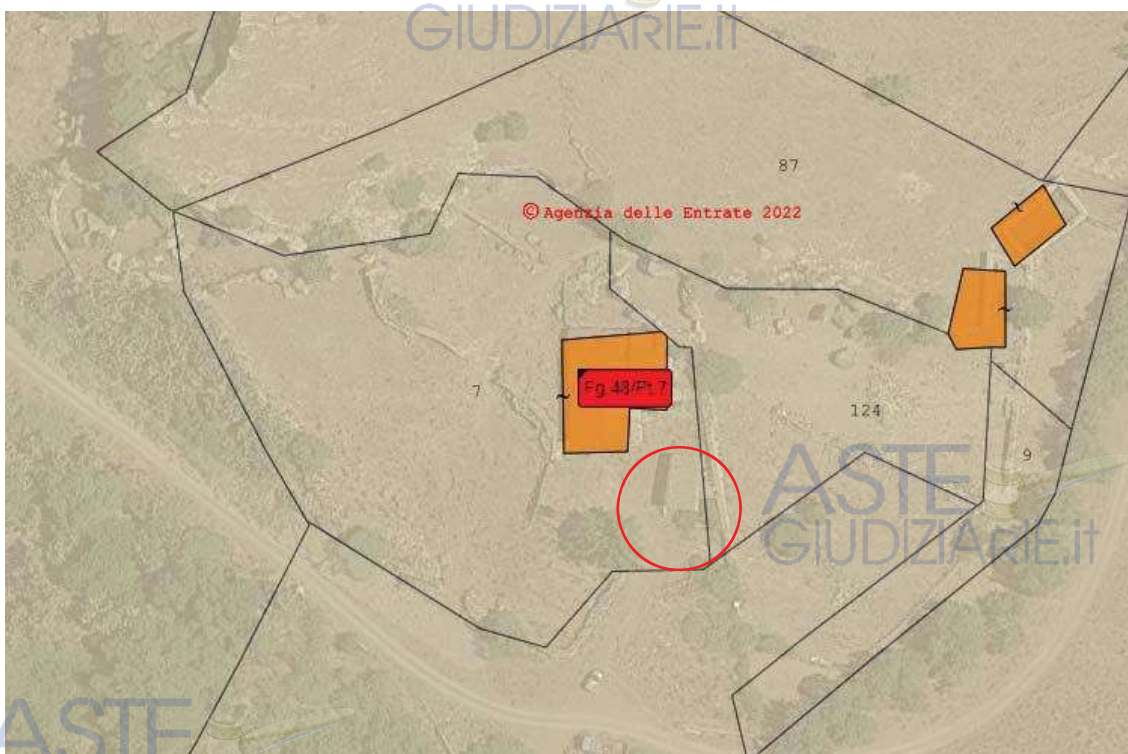 GIUDIZIARIE.it
87
© Agenzia delle Entrate 2022
Fg.48/Pt.7
7
124
9
ASTE
GIUDIZIARIE.it
ASTE